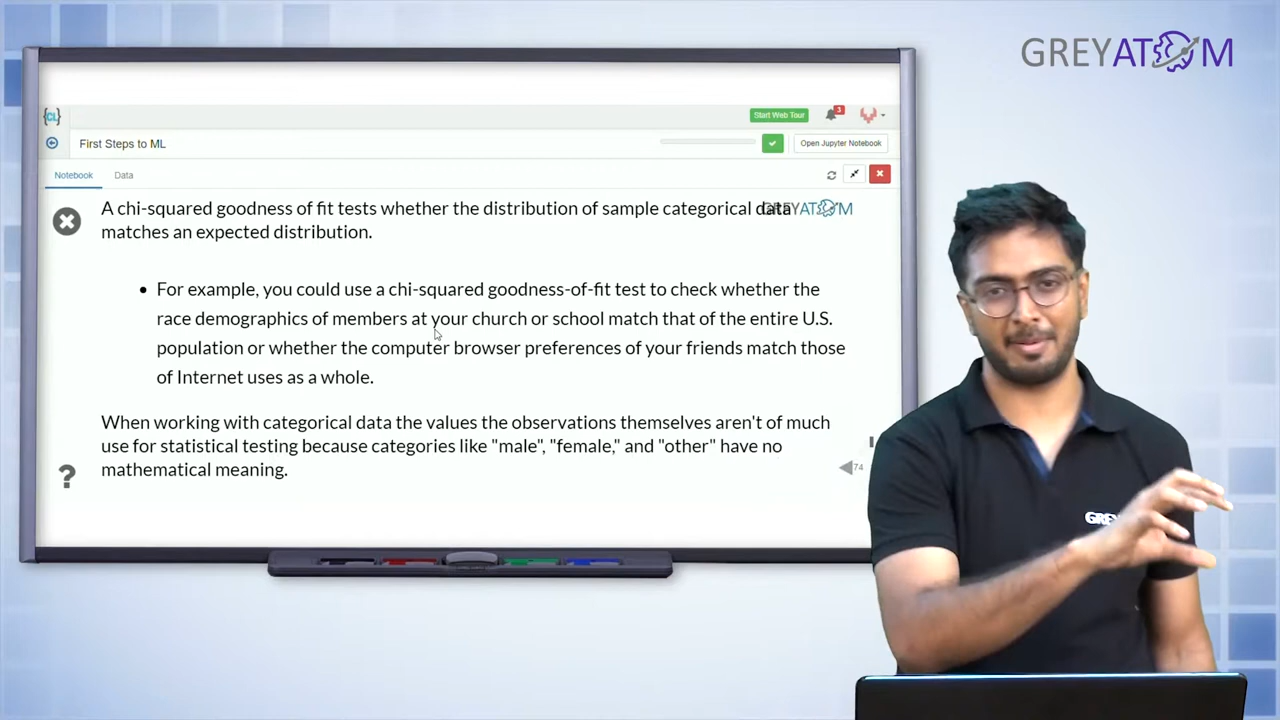 GREYATOM
{CL}
Start Web Tour
3
First Steps to ML
Open Jupyter Notebook
Notebook
Data
A chi-squared goodness of fit tests whether the distribution of sample categorical data
GREYATOM
matches an expected distribution.
• For example, you could use a chi-squared goodness-of-fit test to check whether the
race demographics of members at your church or school match that of the entire U.S.
population or whether the computer browser preferences of your friends match those
of Internet uses as a whole.
When working with categorical data the values the observations themselves aren't of much
use for statistical testing because categories like "male", "female," and "other" have no
mathematical meaning.
?
74
GREY